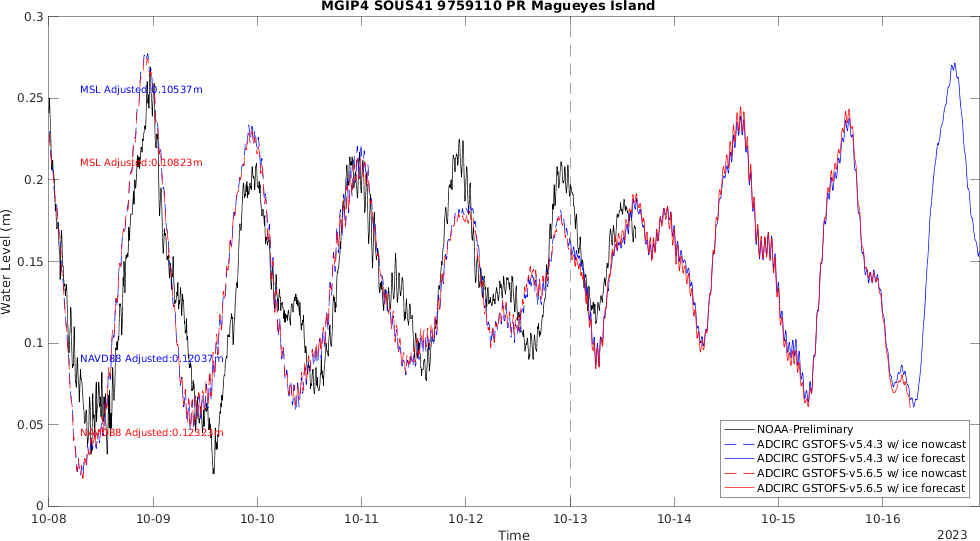 MGIP4 SOUS41 9759110 PR Magueyes Island
0.3
0.25
0.2
0.15
0.1
0.05
0
Water Level (m)
MSL Adjusted:0.10537m
MSL Adjusted:0.10823m
NAVD88 Adjusted:0.12037m
NAVD88 Adjusted:0.12323m
NOAA-Preliminary
ADCIRC GSTOFS-v5.4.3 w/ ice nowcast
ADCIRC GSTOFS-v5.4.3 w/ ice forecast
ADCIRC GSTOFS-v5.6.5 w/ ice nowcast
ADCIRC GSTOFS-v5.6.5 w/ ice forecast
10-08 10-09 10-10 10-11 10-12 10-13 10-14 10-15 10-16
Time
2023